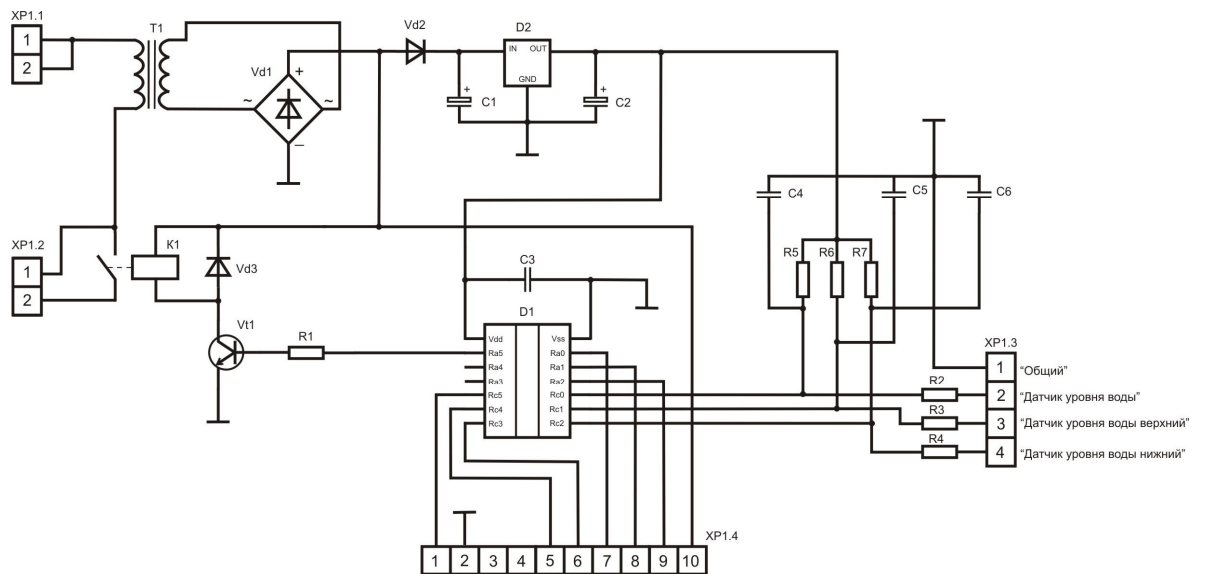 XP1.1
1
2
T1
Vd1
+
~
~
–
Vd2
D2
IN OUT
GND
+
C1
+
C2
C4
C5
C6
R5
R6
R7
XP1.2
1
2
К1
Vd3
Vt1
R1
C3
D1
Vdd
Ra5
Ra4
Ra3
Rc5
Rc4
Rc3
Vss
Ra0
Ra1
Ra2
Rc0
Rc1
Rc2
R2
R3
R4
XP1.3
1 “Общий”
2 “Датчик уровня воды”
3 “Датчик уровня воды верхний”
4 “Датчик уровня воды нижний”
XP1.4
1 2 3 4 5 6 7 8 9 10